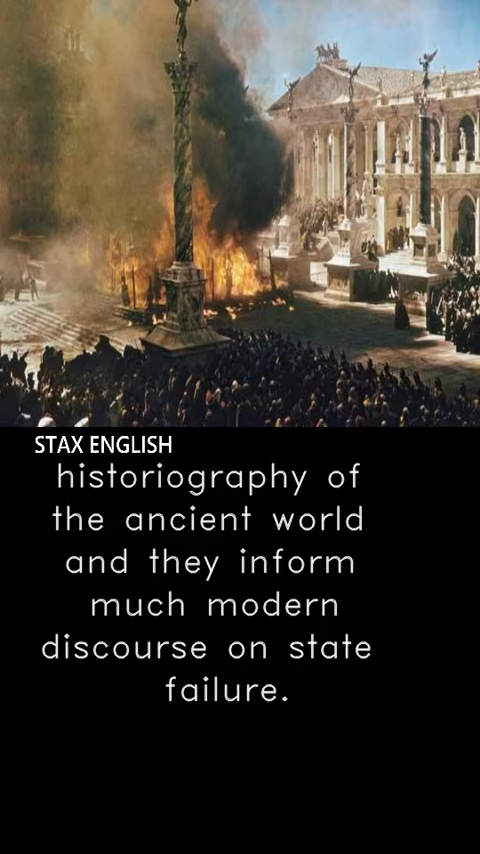 STAX ENGLISH
historiography of
the ancient world
and they inform
much modern
discourse on state
failure.